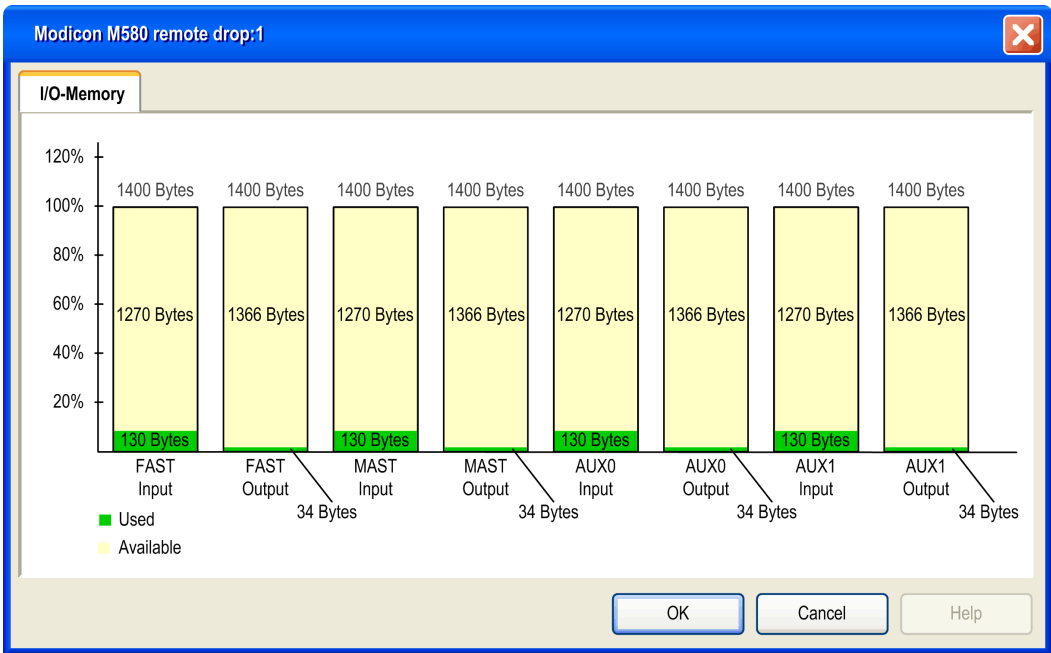 Modicon M580 remote drop:1
I/O-Memory
120%
1400 Bytes 1400 Bytes 1400 Bytes 1400 Bytes 1400 Bytes 1400 Bytes 1400 Bytes 1400 Bytes
100%
80%
60%
1270 Bytes 1366 Bytes 1270 Bytes 1366 Bytes 1270 Bytes 1366 Bytes 1270 Bytes 1366 Bytes
40%
20%
130 Bytes 130 Bytes 130 Bytes 130 Bytes
FAST FAST MAST MAST AUX0 AUX0 AUX1 AUX1
Input Output Input Output Input Output Input Output
34 Bytes 34 Bytes 34 Bytes 34 Bytes
Used
Available
OK Cancel Help